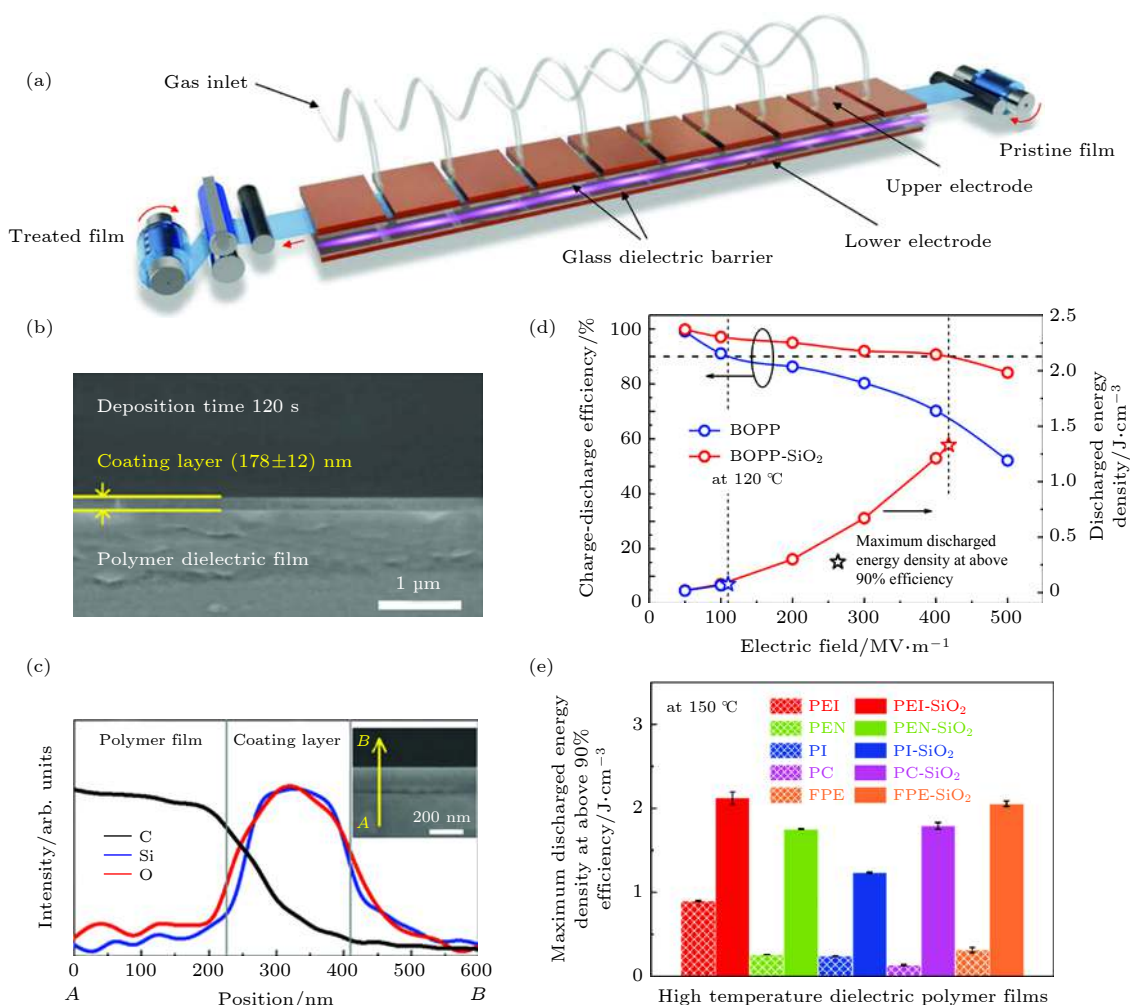 (a)
Gas inlet
Pristine film
Upper electrode
Treated film
Lower electrode
Glass dielectric barrier
(b)
Deposition time 120 s
Coating layer (178±12) nm
Polymer dielectric film
1 μm
(d)
100
80
60
40
20
0
Charge-discharge efficiency/%
BOPP
BOPP-SiO₂
at 120 ℃
Maximum discharged
energy density at above
90% efficiency
2.5
2.0
1.5
1.0
0.5
0
Discharged energy
density/J·cm⁻³
0 100 200 300 400 500
Electric field/MV·m⁻¹
(c)
Polymer film
Coating layer
B
A
200 nm
C
Si
O
Intensity/arb. units
0 100 200 300 400 500 600
A
Position/nm
B
(e)
at 150 ℃
PEI PEI-SiO₂
PEN PEN-SiO₂
PI PI-SiO₂
PC PC-SiO₂
FPE FPE-SiO₂
3
2
1
0
Maximum discharged energy
density at above 90%
efficiency/J·cm⁻³
High temperature dielectric polymer films